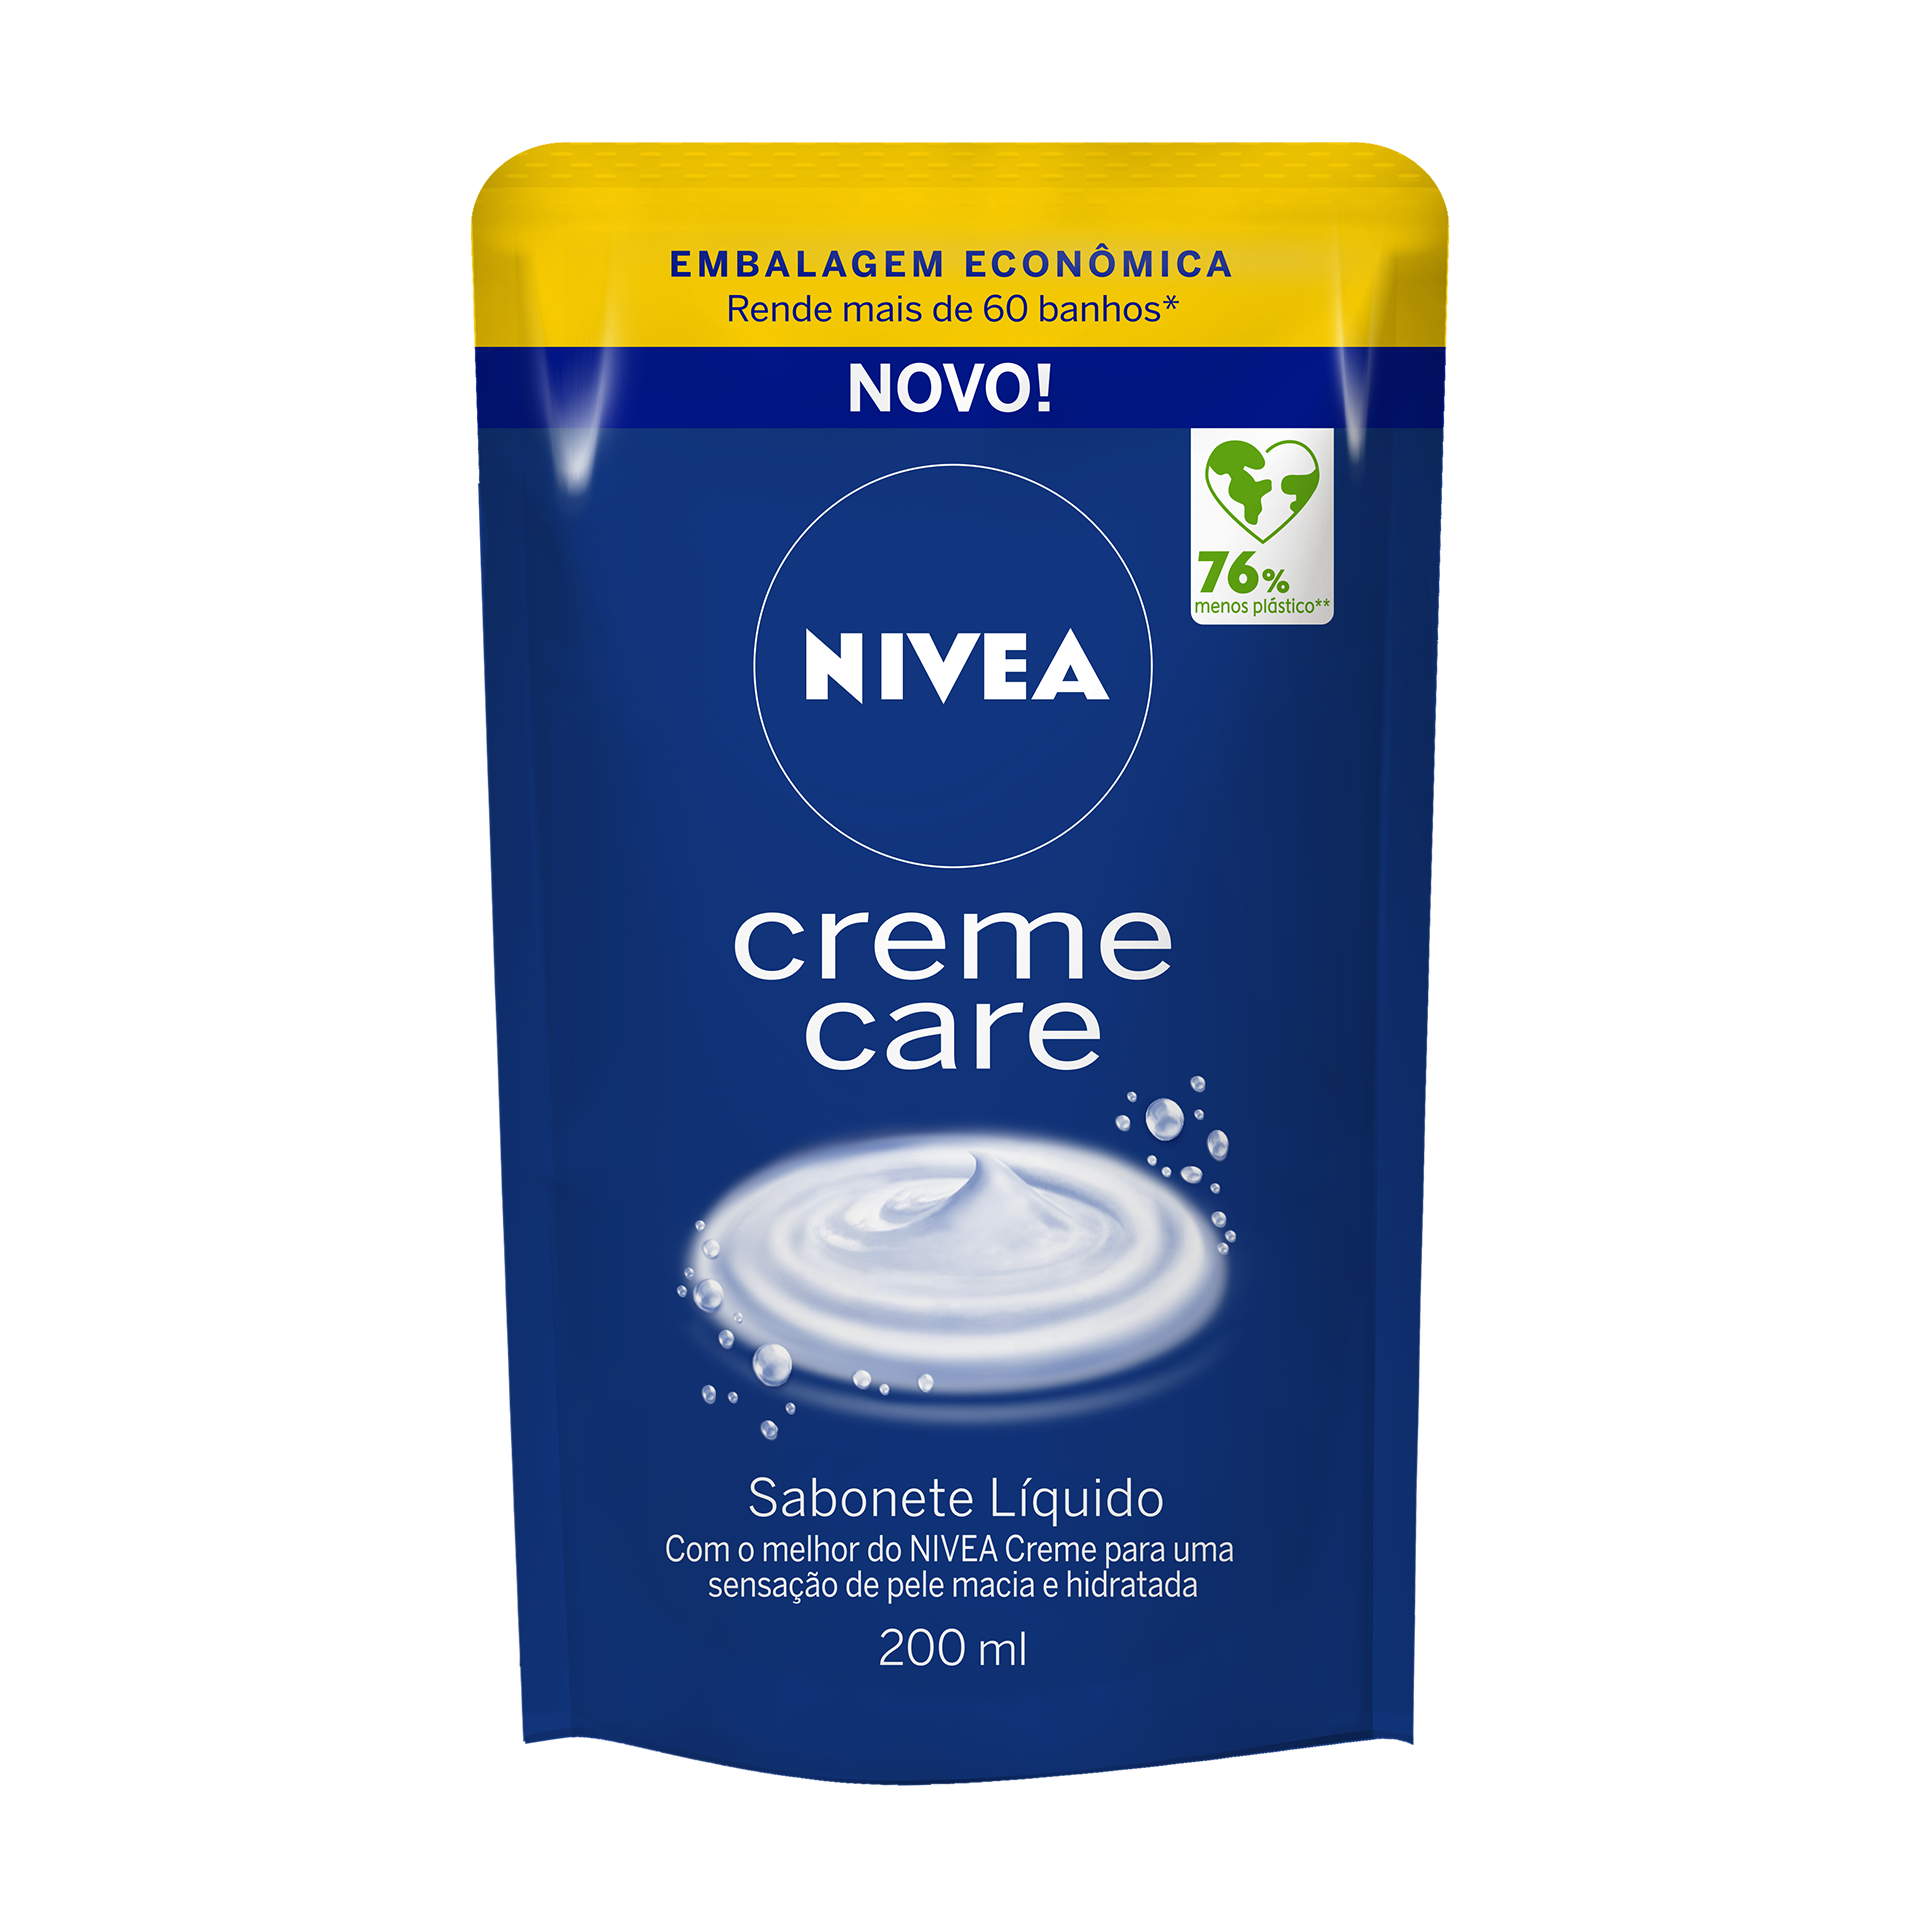 EMBALAGEM ECONÔMICA
Rende mais de 60 banhos*
NOVO!
76%
menos plástico**
NIVEA
creme
care
Sabonete Líquido
Com o melhor do NIVEA Creme para uma
sensação de pele macia e hidratada
200 ml